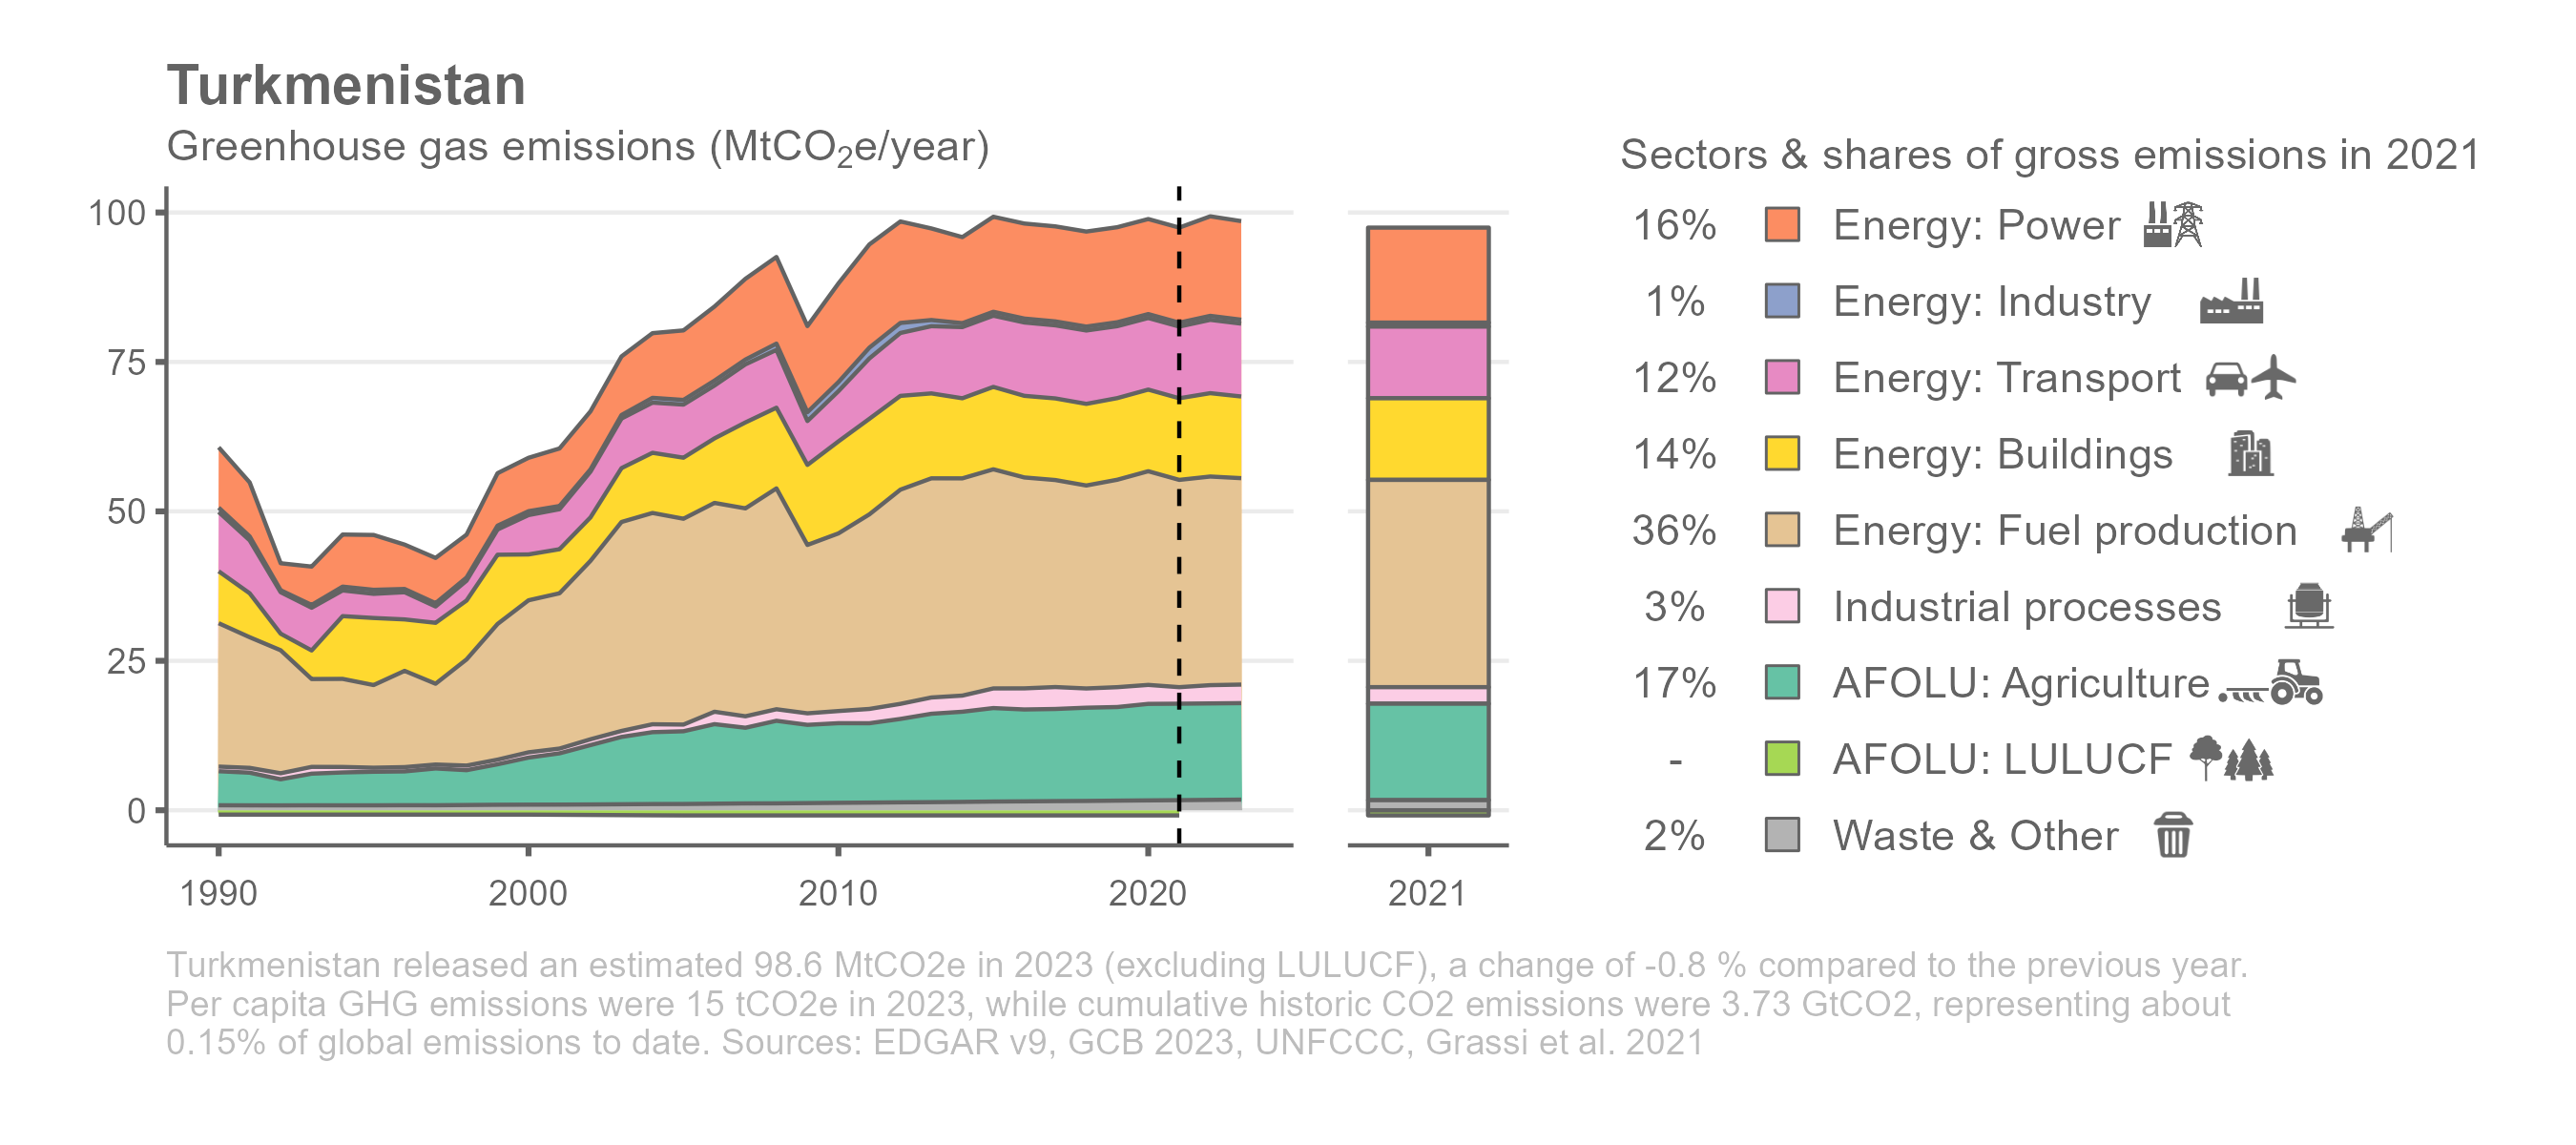 Turkmenistan
Greenhouse gas emissions (MtCO₂e/year)
100
75
50
25
0
1990
2000
2010
2020
2021
Sectors & shares of gross emissions in 2021
16% Energy: Power
1% Energy: Industry
12% Energy: Transport
14% Energy: Buildings
36% Energy: Fuel production
3% Industrial processes
17% AFOLU: Agriculture
- AFOLU: LULUCF
2% Waste & Other
Turkmenistan released an estimated 98.6 MtCO2e in 2023 (excluding LULUCF), a change of -0.8 % compared to the previous year.
Per capita GHG emissions were 15 tCO2e in 2023, while cumulative historic CO2 emissions were 3.73 GtCO2, representing about
0.15% of global emissions to date. Sources: EDGAR v9, GCB 2023, UNFCCC, Grassi et al. 2021